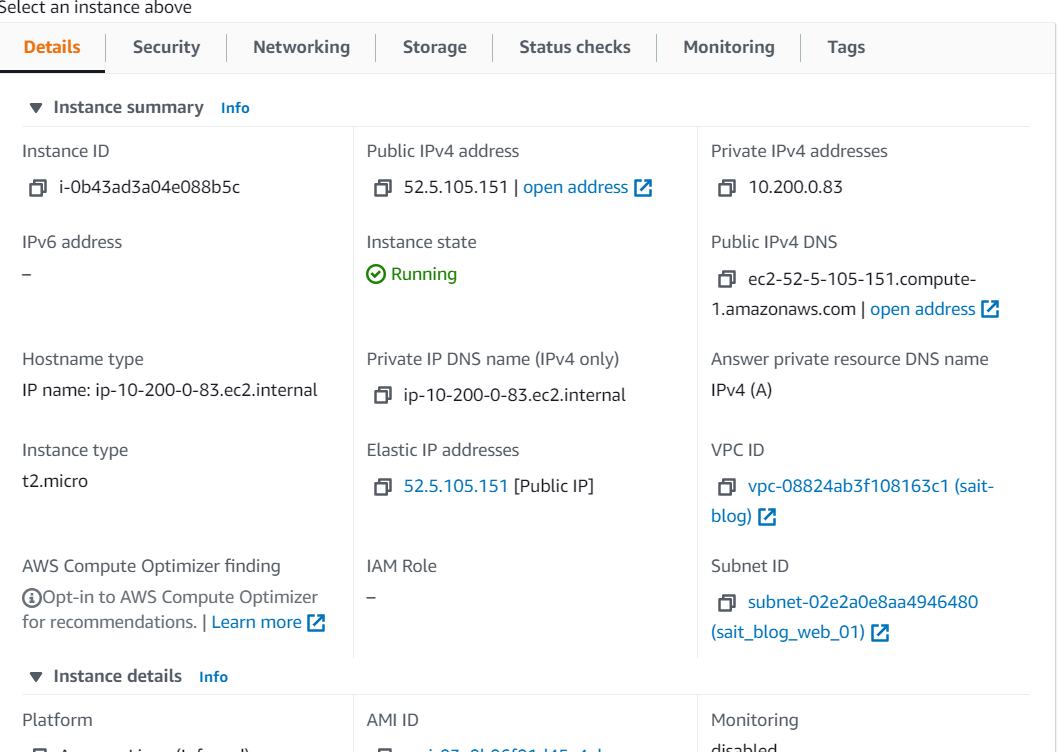 Select an instance above
Details Security Networking Storage Status checks Monitoring Tags
Instance summary Info
Instance ID
i-0b43ad3a04e088b5c
Public IPv4 address
52.5.105.151 | open address
Private IPv4 addresses
10.200.0.83
IPv6 address
–
Instance state
Running
Public IPv4 DNS
ec2-52-5-105-151.compute-
1.amazonaws.com | open address
Hostname type
IP name: ip-10-200-0-83.ec2.internal
Private IP DNS name (IPv4 only)
ip-10-200-0-83.ec2.internal
Answer private resource DNS name
IPv4 (A)
Instance type
t2.micro
Elastic IP addresses
52.5.105.151 [Public IP]
VPC ID
vpc-08824ab3f108163c1 (sait-
blog)
AWS Compute Optimizer finding
Opt-in to AWS Compute Optimizer
for recommendations. | Learn more
IAM Role
–
Subnet ID
subnet-02e2a0e8aa4946480
(sait_blog_web_01)
Instance details Info
Platform
AMI ID
Monitoring
disabled